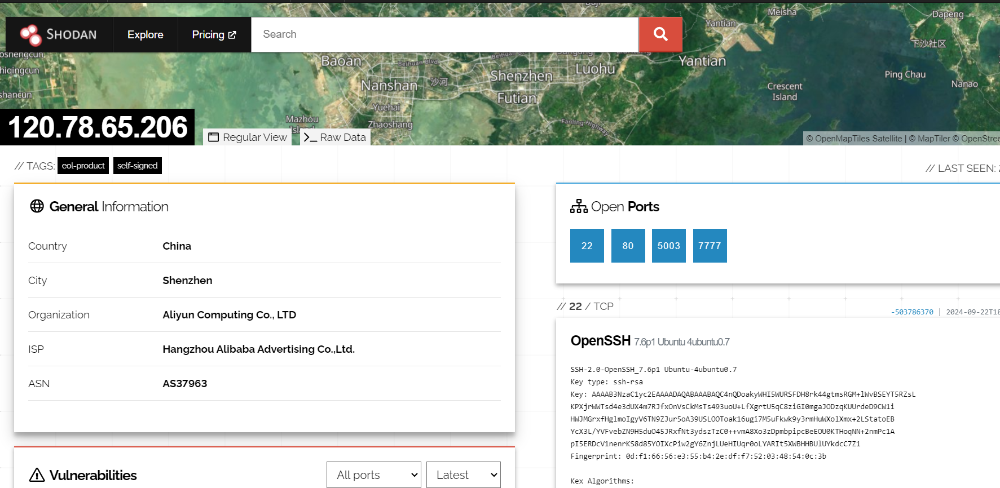 SHODAN
Explore
Pricing
Search
Meisha
Dapeng
Yantian
下沙社区
Baoan
Beihuan Blvd
Shenzhen
Luohu
Yantian
Ping Chau
Nanao
hiqingcun
shancun
Nanshan
沙河
Futian
Crescent
Island
Yuehai
Mazhou
Zhaoshang
Fanling-Highway
120.78.65.206
Regular View
Raw Data
© OpenMapTiles Satellite | © MapTiler © OpenStree
// TAGS: eol-product self-signed
// LAST SEEN: 2
General Information
Country China
City Shenzhen
Organization Aliyun Computing Co., LTD
ISP Hangzhou Alibaba Advertising Co.,Ltd.
ASN AS37963
Vulnerabilities
All ports
Latest
Open Ports
22 80 5003 7777
// 22 / TCP
-503786370 | 2024-09-22T18
OpenSSH 7.6p1 Ubuntu 4ubuntu0.7
SSH-2.0-OpenSSH_7.6p1 Ubuntu-4ubuntu0.7
Key type: ssh-rsa
Key: AAAAB3NzaC1yc2EAAAADAQABAAABAQC4nQDoakyWHI5WURSFDH8rk44gtmsRGM+lWvBSEYT5RZsL
KPXjrWWTsd4e3dUX4m7RJfxOnVsCkMsTs493uoU+LfXgrtU5qC8ziGI0mgaJODzqKUUrdeD9CW1i
HWJMGrxfHglmoIgyV6TN9ZJur5oA39USLOOToak16ugi7M5uFkwk9y3rmHuWXolXmx+2LStatoEB
YcX3L/YVFvebZN9H5duO45JRxfNt3ydszTzC0++vmA8Xo3zDpmbpipcBeEOU0KTHoqNN+2nmPc1A
pI5ERDcV1nenrKS8d85YOIXcPiw2gY6ZnjLUeHIUqr0oLYARIt5XWBHHBUlUYkdcC7Z1
Fingerprint: 0d:f1:66:56:e3:55:b4:2e:df:f7:52:03:48:54:0c:3b
Kex Algorithms: